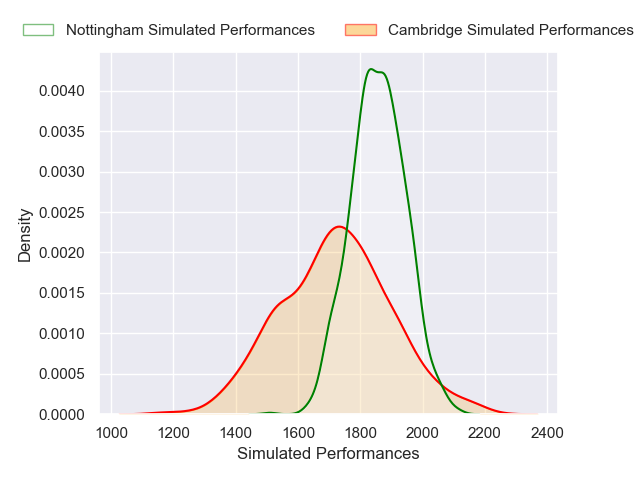 Nottingham Simulated Performances Cambridge Simulated Performances
0.0040
0.0035
0.0030
0.0025
0.0020
0.0015
0.0010
0.0005
0.0000
Density
1000 1200 1400 1600 1800 2000 2200 2400
Simulated Performances